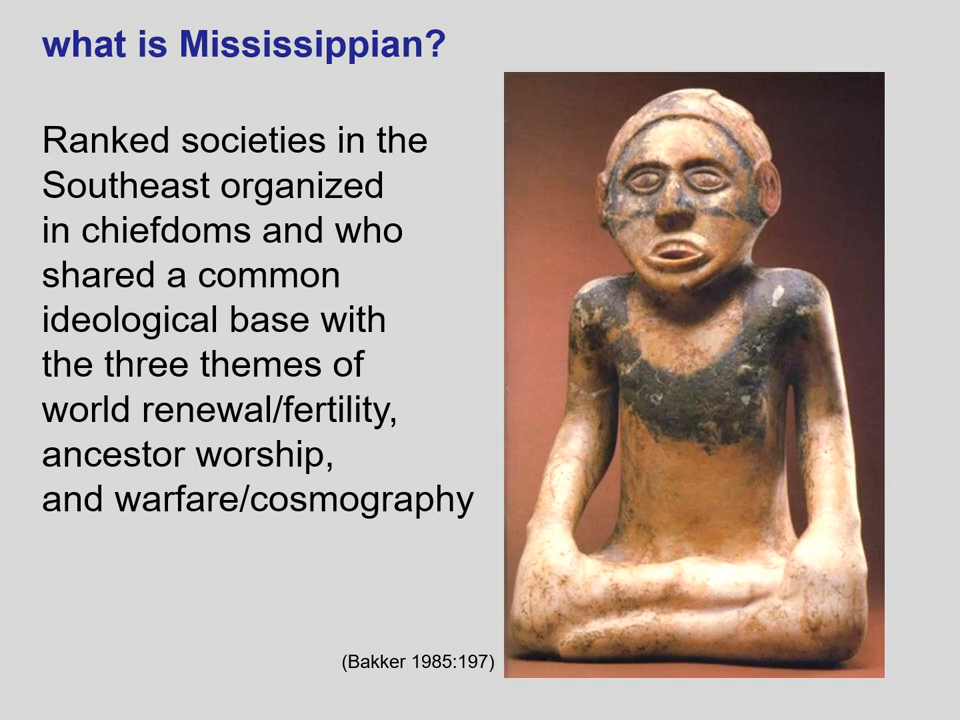 what is Mississippian?
Ranked societies in the
Southeast organized
in chiefdoms and who
shared a common
ideological base with
the three themes of
world renewal/fertility,
ancestor worship,
and warfare/cosmography
(Bakker 1985:197)